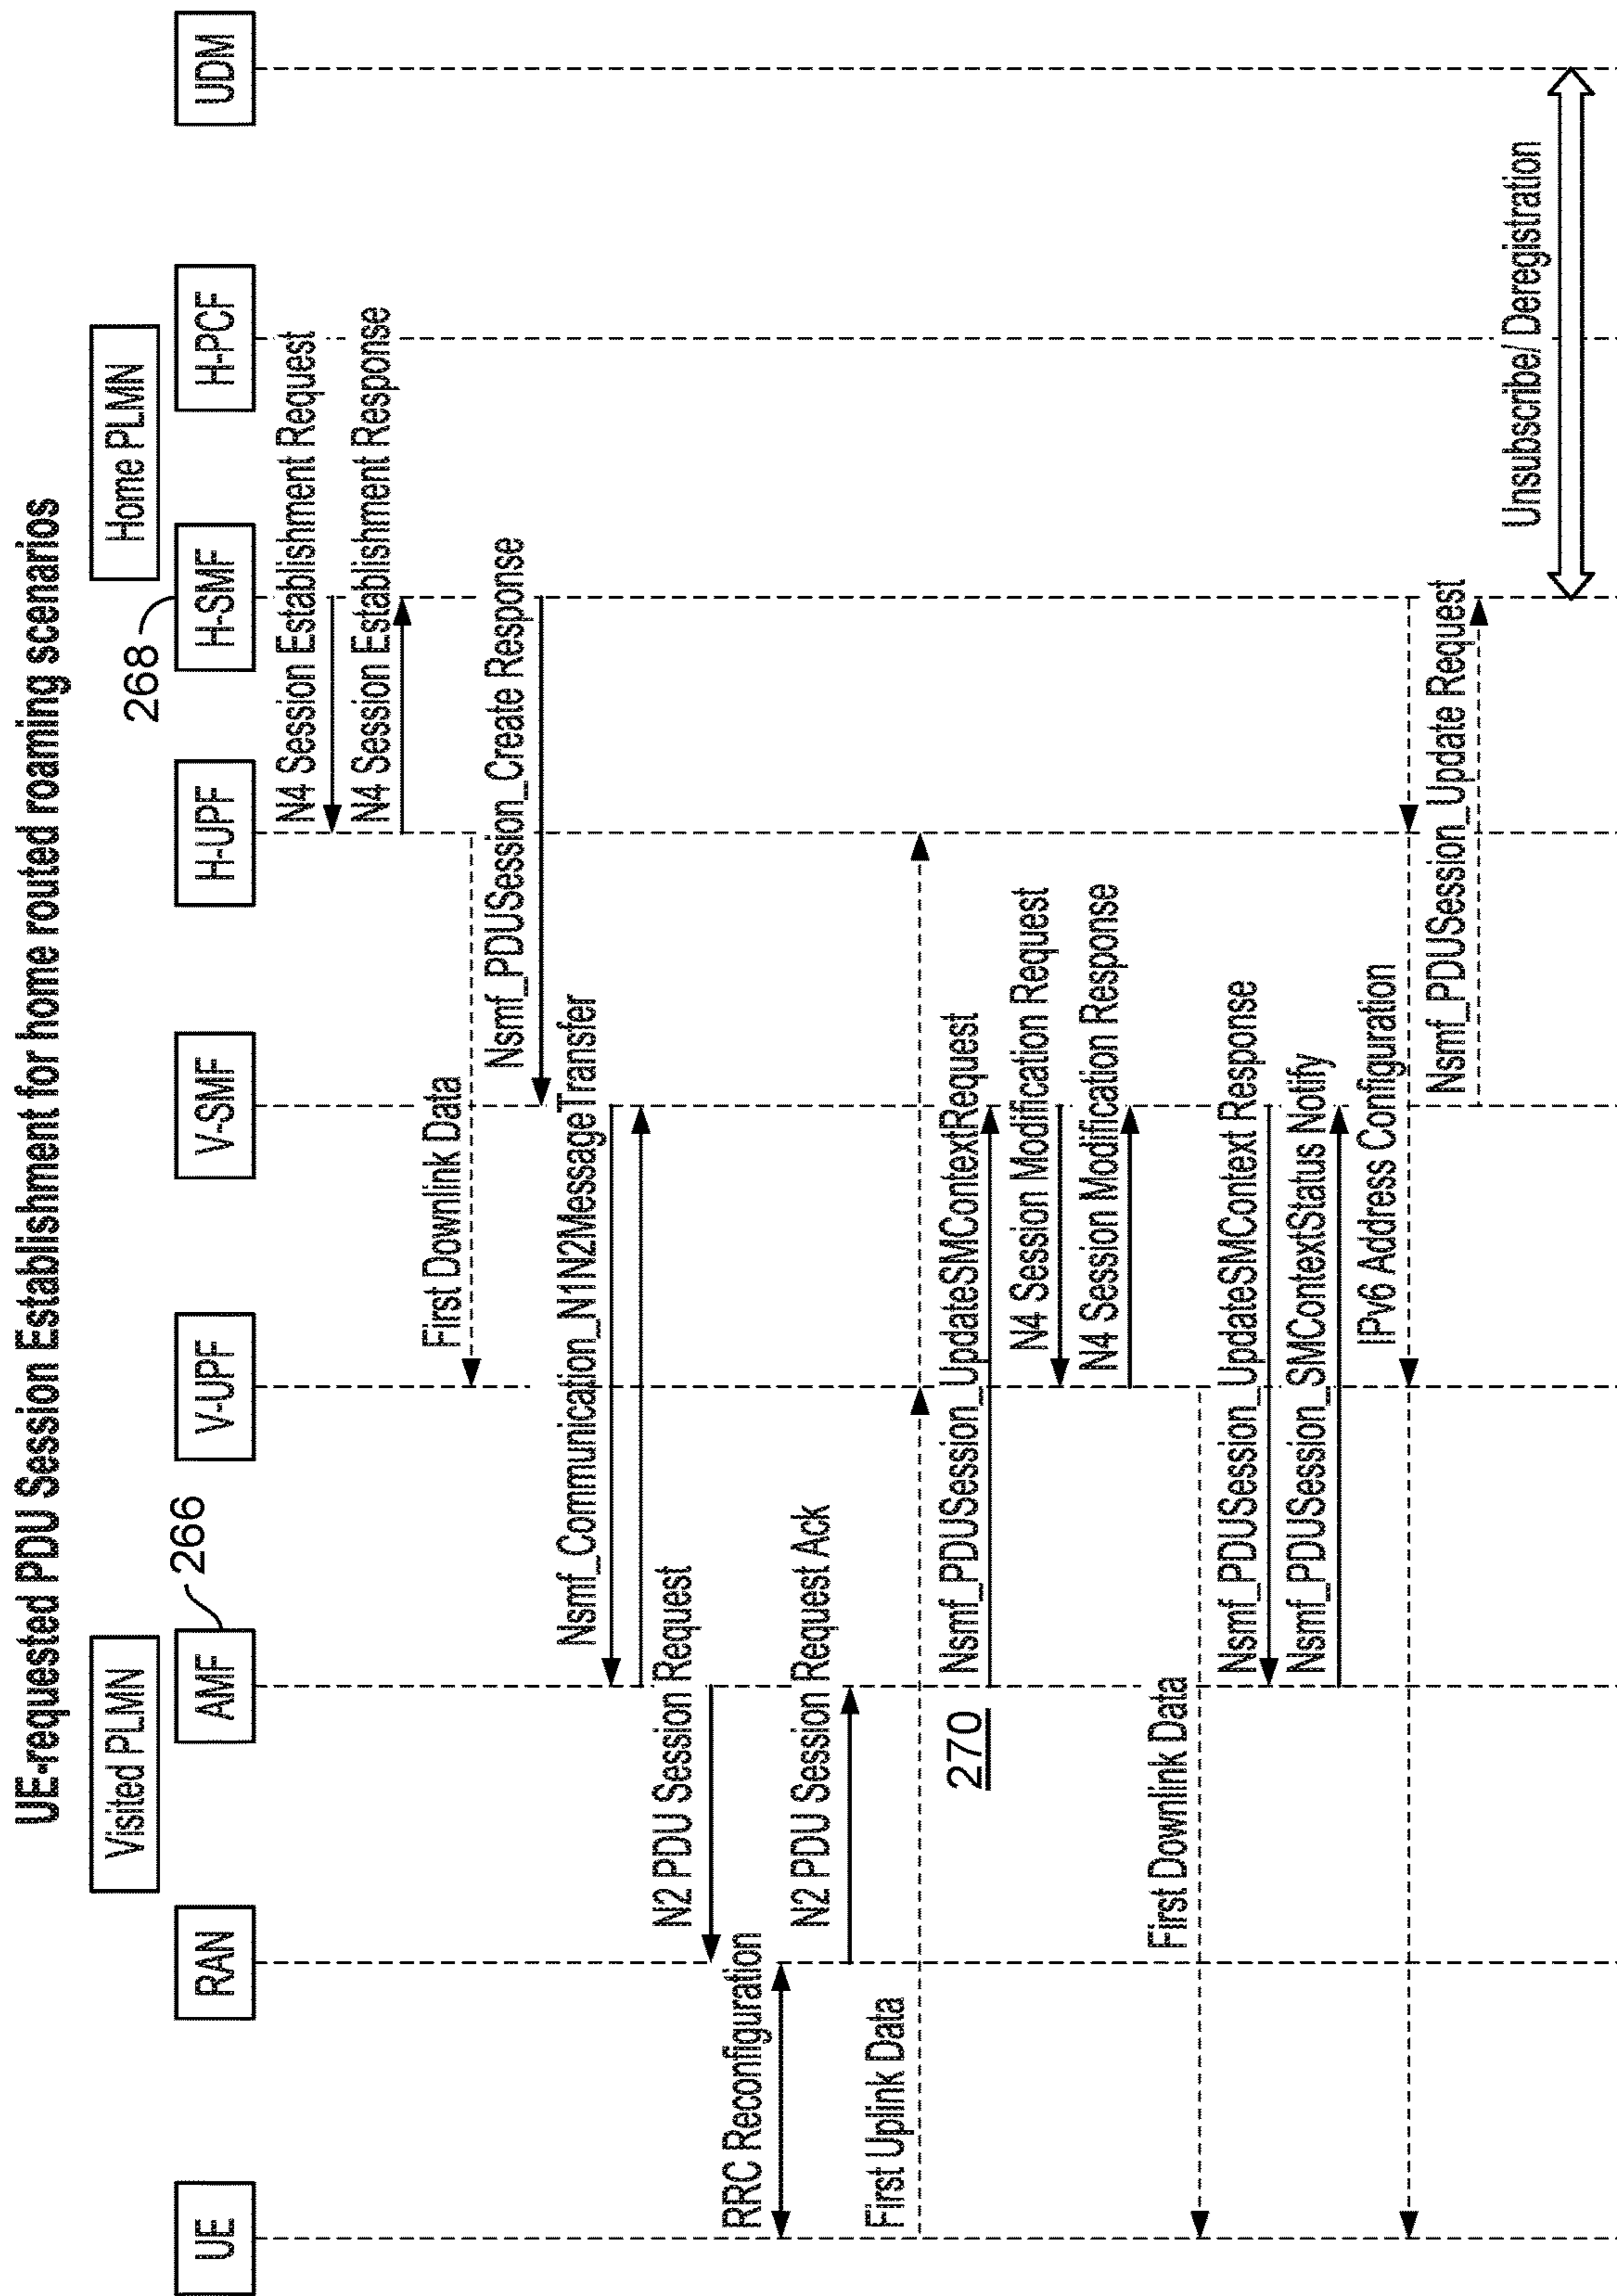 UE-requested PDU Session Establishment for home routed roaming scenarios
Visited PLMN
Home PLMN
266
268
UE
RAN
AMF
V-UPF
V-SMF
H-UPF
H-SMF
H-PCF
UDM
N4 Session Establishment Request
N4 Session Establishment Response
First Downlink Data
Nsmf_PDUSession_Create Response
Nsmf_Communication_N1N2MessageTransfer
N2 PDU Session Request
RRC Reconfiguration
N2 PDU Session Request Ack
First Uplink Data
Nsmf_PDUSession_UpdateSMContextRequest
270
N4 Session Modification Request
N4 Session Modification Response
First Downlink Data
Nsmf_PDUSession_UpdateSMContext Response
Nsmf_PDUSession_SMContextStatus Notify
IPv6 Address Configuration
Nsmf_PDUSession_Update Request
Unsubscribe/ Deregistration